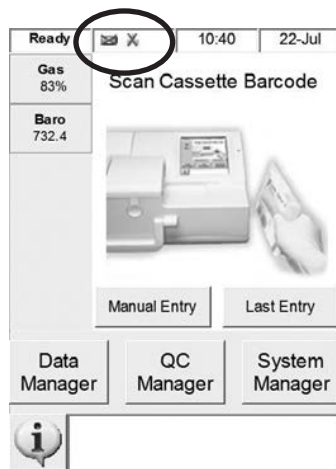 Ready 10:40 22-Jul
Gas
83%
Scan Cassette Barcode
Baro
732.4
Manual Entry Last Entry
Data Manager
QC Manager
System Manager